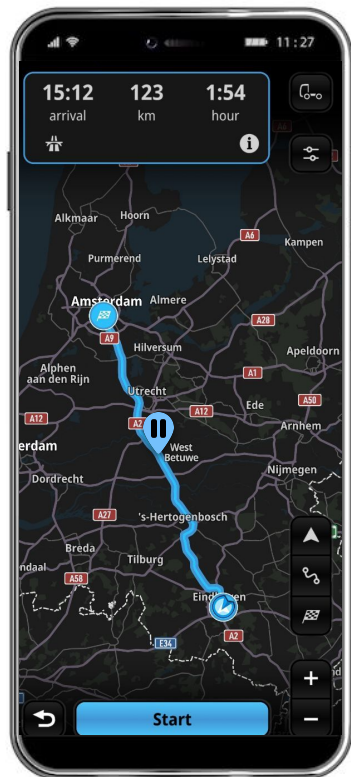 11:27
15:12 123 1:54
arrival km hour
Alkmaar Hoorn
A6
Kampen
Purmerend Lelystad
Amsterdam Almere
A28
A9
Hilversum
Apeldoorn
Alphen
aan den Rijn
A1
Utrecht
A50
A12 A2 A12 Ede
Arnhem
erdam
West
Betuwe
Dordrecht
Nijmegen
A27
's-Hertogenbosch
Breda
Tilburg
ndaal
A58
A2
E34
+
Start
−